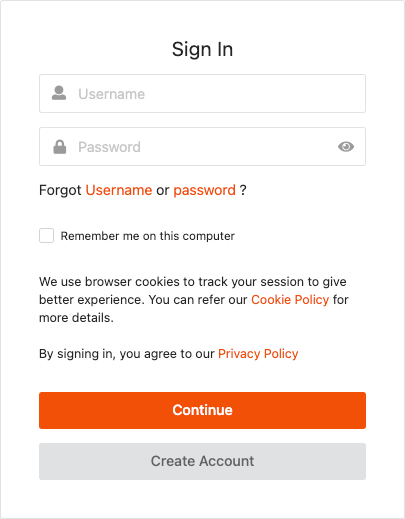 Sign In
Username
Password
Forgot Username or password ?
Remember me on this computer
We use browser cookies to track your session to give
better experience. You can refer our Cookie Policy for
more details.
By signing in, you agree to our Privacy Policy
Continue
Create Account